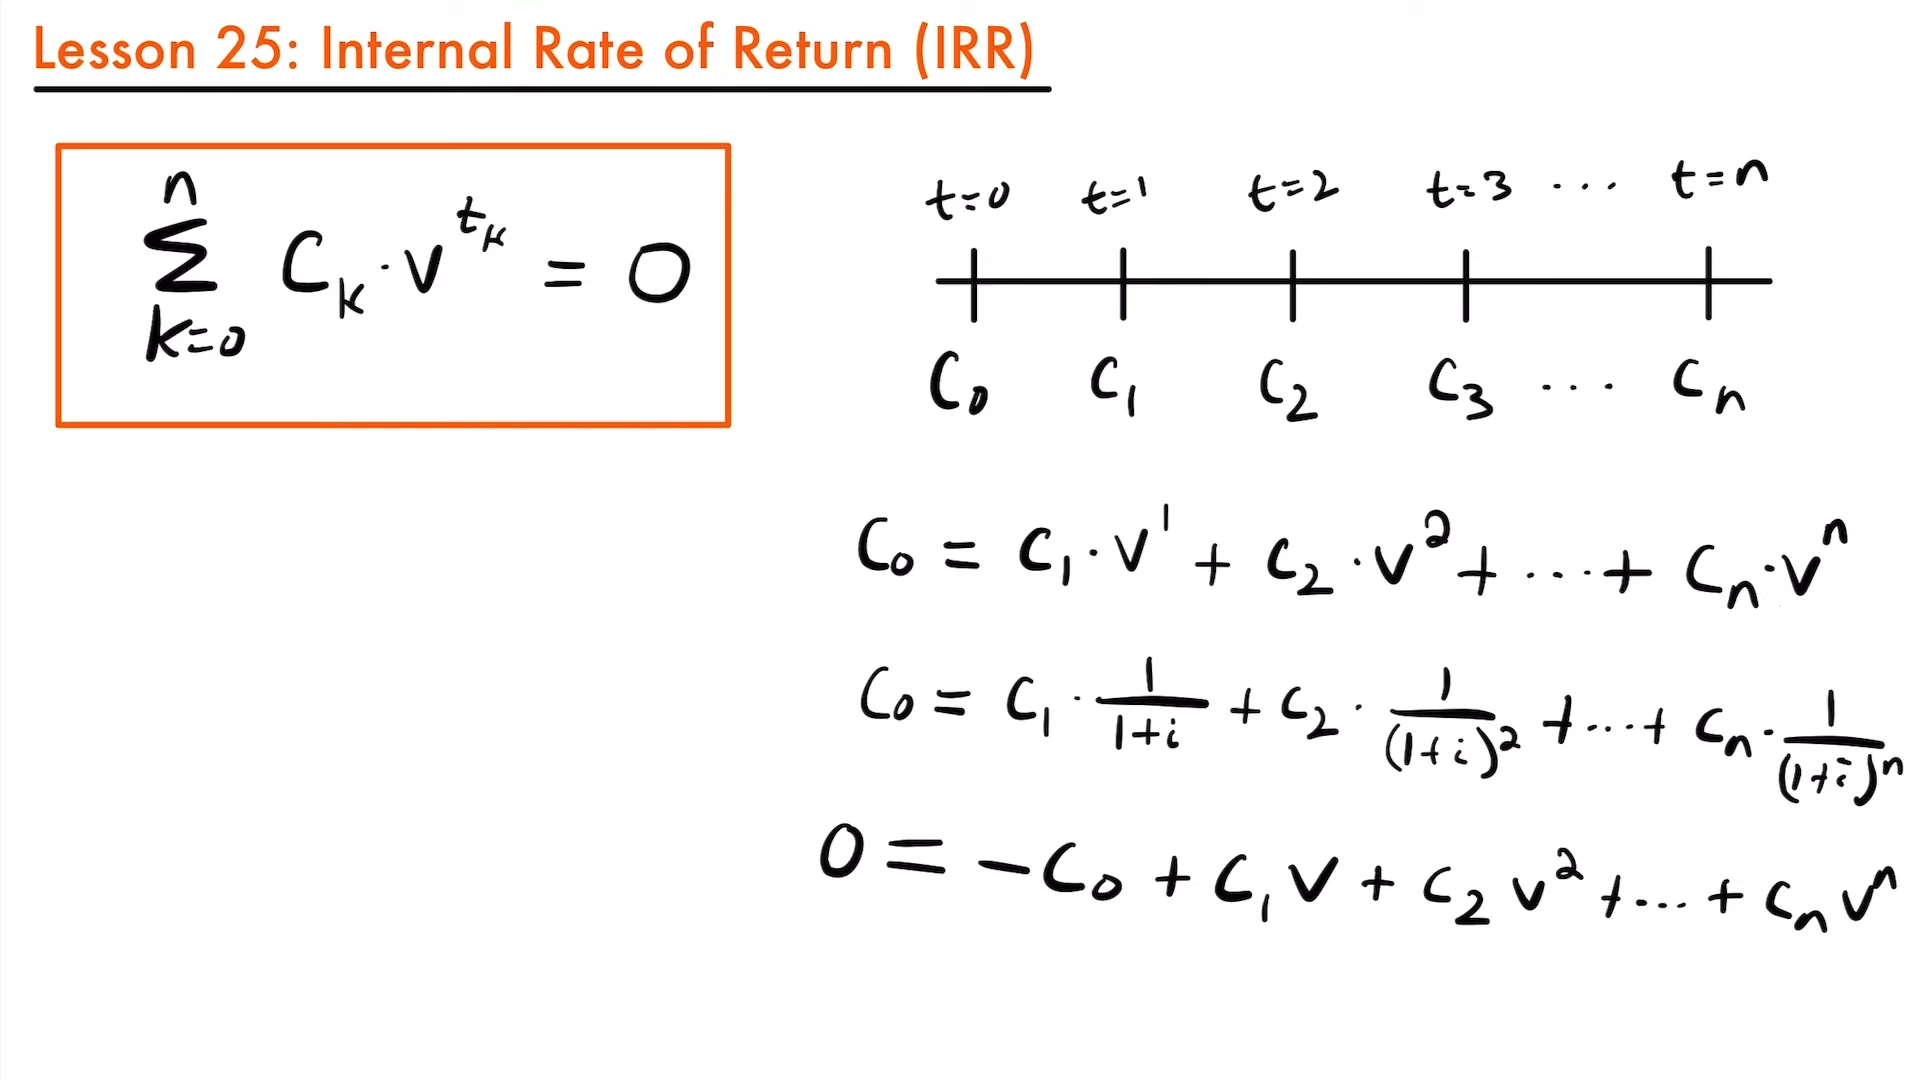 Lesson 25: Internal Rate of Return (IRR)
n
Σ C_k · v^{t_k} = 0
k=0
t=0 t=1 t=2 t=3 ... t=n
C_0 C_1 C_2 C_3 ... C_n
C_0 = C_1 · v^1 + C_2 · v^2 + ... + C_n · v^n
C_0 = C_1 · 1/(1+i) + C_2 · 1/(1+i)^2 + ... + C_n · 1/(1+i)^n
0 = -C_0 + C_1 v + C_2 v^2 + ... + C_n v^n